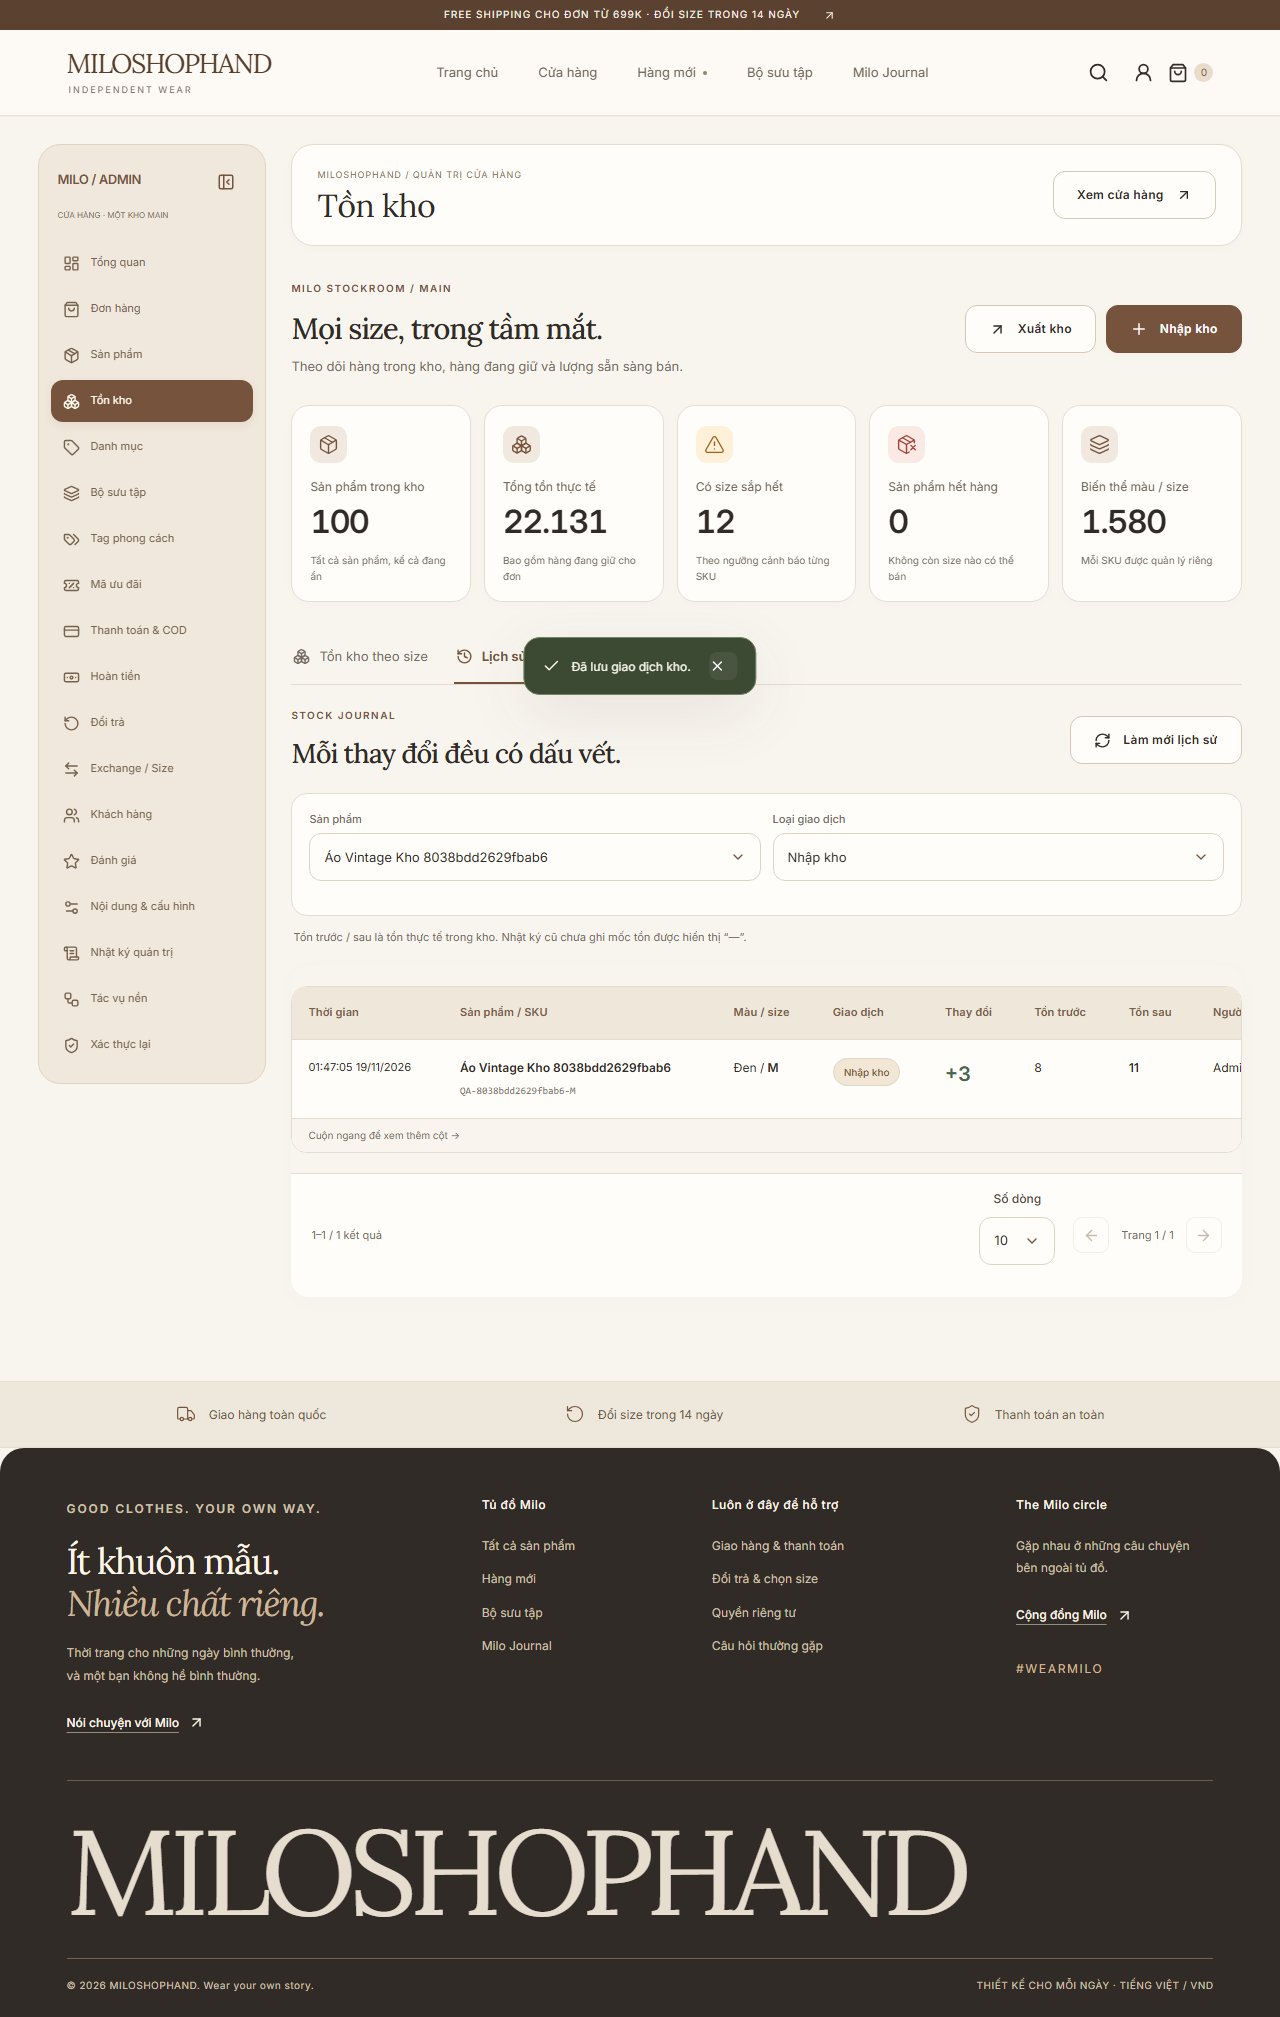 FREE SHIPPING CHO ĐƠN TỪ 699K · ĐỔI SIZE TRONG 14 NGÀY
MILOSHOPHAND
INDEPENDENT WEAR
Trang chủ
Cửa hàng
Hàng mới
Bộ sưu tập
Milo Journal
0
MILO / ADMIN
CỬA HÀNG · MỘT KHO MAIN
Tổng quan
Đơn hàng
Sản phẩm
Tồn kho
Danh mục
Bộ sưu tập
Tag phong cách
Mã ưu đãi
Thanh toán & COD
Hoàn tiền
Đổi trả
Exchange / Size
Khách hàng
Đánh giá
Nội dung & cấu hình
Nhật ký quản trị
Tác vụ nền
Xác thực lại
MILOSHOPHAND / QUẢN TRỊ CỬA HÀNG
Tồn kho
Xem cửa hàng
MILO STOCKROOM / MAIN
Mọi size, trong tầm mắt.
Theo dõi hàng trong kho, hàng đang giữ và lượng sẵn sàng bán.
Xuất kho
Nhập kho
Sản phẩm trong kho
100
Tất cả sản phẩm, kể cả đang
ẩn
Tổng tồn thực tế
22.131
Bao gồm hàng đang giữ cho
đơn
Có size sắp hết
12
Theo ngưỡng cảnh báo từng
SKU
Sản phẩm hết hàng
0
Không còn size nào có thể
bán
Biến thể màu / size
1.580
Mỗi SKU được quản lý riêng
Tồn kho theo size
Lịch sử
Đã lưu giao dịch kho.
STOCK JOURNAL
Mỗi thay đổi đều có dấu vết.
Làm mới lịch sử
Sản phẩm
Áo Vintage Kho 8038bdd2629fbab6
Loại giao dịch
Nhập kho
Tồn trước / sau là tồn thực tế trong kho. Nhật ký cũ chưa ghi mốc tồn được hiển thị “—”.
Thời gian
Sản phẩm / SKU
Màu / size
Giao dịch
Thay đổi
Tồn trước
Tồn sau
Ngườ
01:47:05 19/11/2026
Áo Vintage Kho 8038bdd2629fbab6
QA-8038bdd2629fbab6-M
Đen / M
Nhập kho
+3
8
11
Admi
Cuộn ngang để xem thêm cột →
1–1 / 1 kết quả
Số dòng
10
Trang 1 / 1
Giao hàng toàn quốc
Đổi size trong 14 ngày
Thanh toán an toàn
GOOD CLOTHES. YOUR OWN WAY.
Ít khuôn mẫu.
Nhiều chất riêng.
Thời trang cho những ngày bình thường,
và một bạn không hề bình thường.
Nói chuyện với Milo
Tủ đồ Milo
Tất cả sản phẩm
Hàng mới
Bộ sưu tập
Milo Journal
Luôn ở đây để hỗ trợ
Giao hàng & thanh toán
Đổi trả & chọn size
Quyền riêng tư
Câu hỏi thường gặp
The Milo circle
Gặp nhau ở những câu chuyện
bên ngoài tủ đồ.
Cộng đồng Milo
#WEARMILO
MILOSHOPHAND
© 2026 MILOSHOPHAND. Wear your own story.
THIẾT KẾ CHO MỖI NGÀY · TIẾNG VIỆT / VND